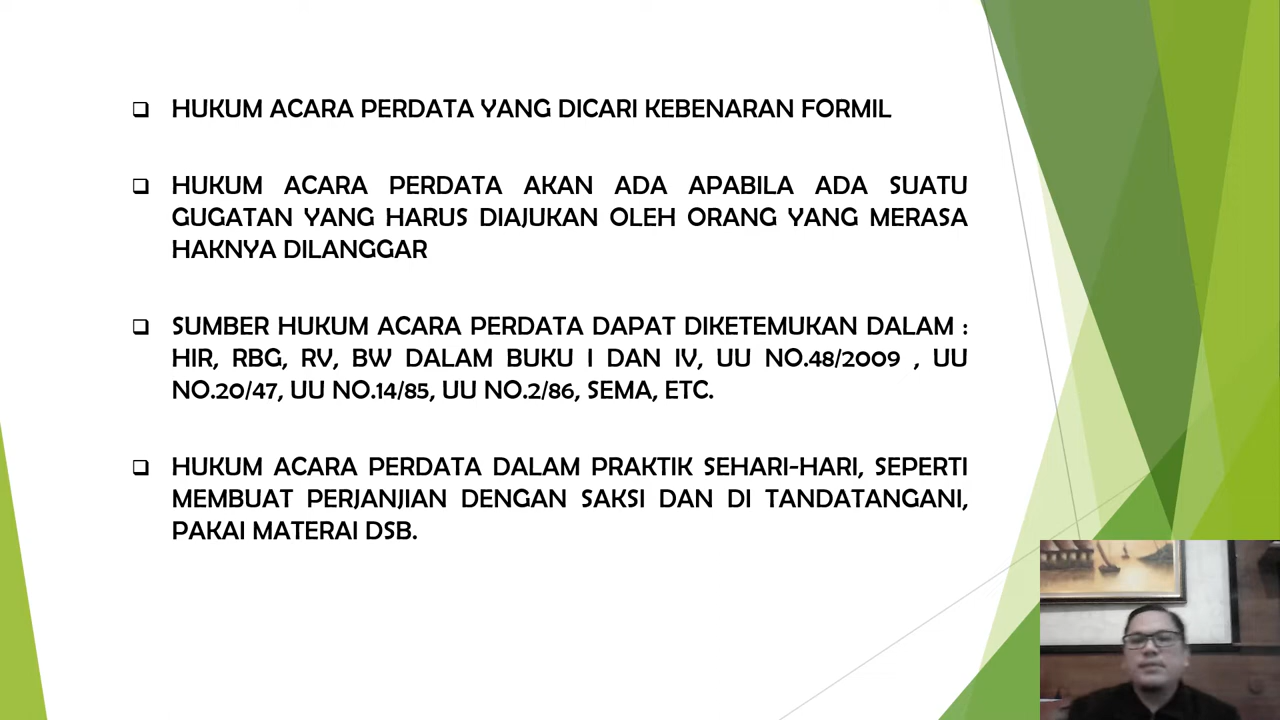 HUKUM ACARA PERDATA YANG DICARI KEBENARAN FORMIL
HUKUM ACARA PERDATA AKAN ADA APABILA ADA SUATU
GUGATAN YANG HARUS DIAJUKAN OLEH ORANG YANG MERASA
HAKNYA DILANGGAR
SUMBER HUKUM ACARA PERDATA DAPAT DIKETEMUKAN DALAM :
HIR, RBG, RV, BW DALAM BUKU I DAN IV, UU NO.48/2009 , UU
NO.20/47, UU NO.14/85, UU NO.2/86, SEMA, ETC.
HUKUM ACARA PERDATA DALAM PRAKTIK SEHARI-HARI, SEPERTI
MEMBUAT PERJANJIAN DENGAN SAKSI DAN DI TANDATANGANI,
PAKAI MATERAI DSB.